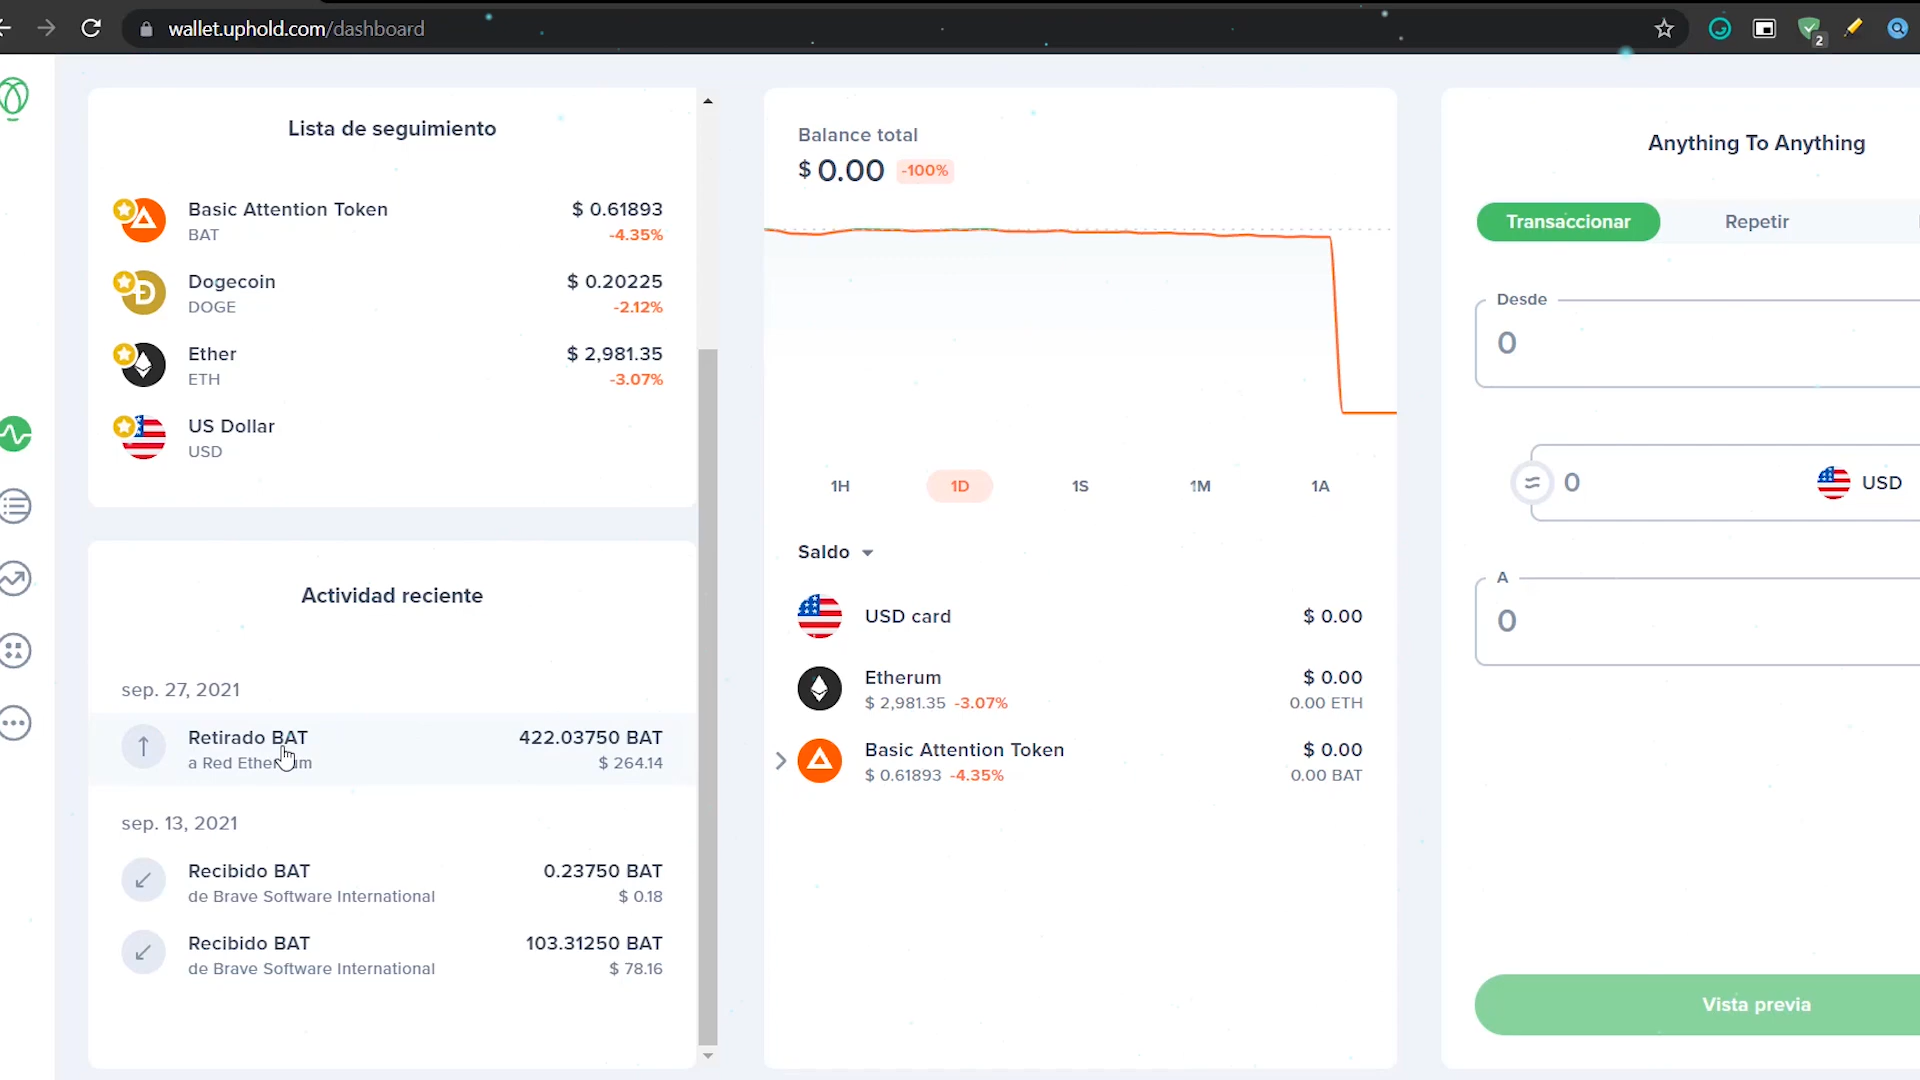 wallet.uphold.com/dashboard
2
Lista de seguimiento
Basic Attention Token $ 0.61893
BAT -4.35%
Dogecoin $ 0.20225
DOGE -2.12%
Ether $ 2,981.35
ETH -3.07%
US Dollar
USD
Actividad reciente
sep. 27, 2021
Retirado BAT 422.03750 BAT
a Red Ethereum $ 264.14
sep. 13, 2021
Recibido BAT 0.23750 BAT
de Brave Software International $ 0.18
Recibido BAT 103.31250 BAT
de Brave Software International $ 78.16
Balance total
$ 0.00 -100%
1H 1D 1S 1M 1A
Saldo
USD card $ 0.00
Etherum $ 0.00
$ 2,981.35 -3.07% 0.00 ETH
Basic Attention Token $ 0.00
$ 0.61893 -4.35% 0.00 BAT
Anything To Anything
Transaccionar Repetir
Desde
0
0 USD
A
0
Vista previa